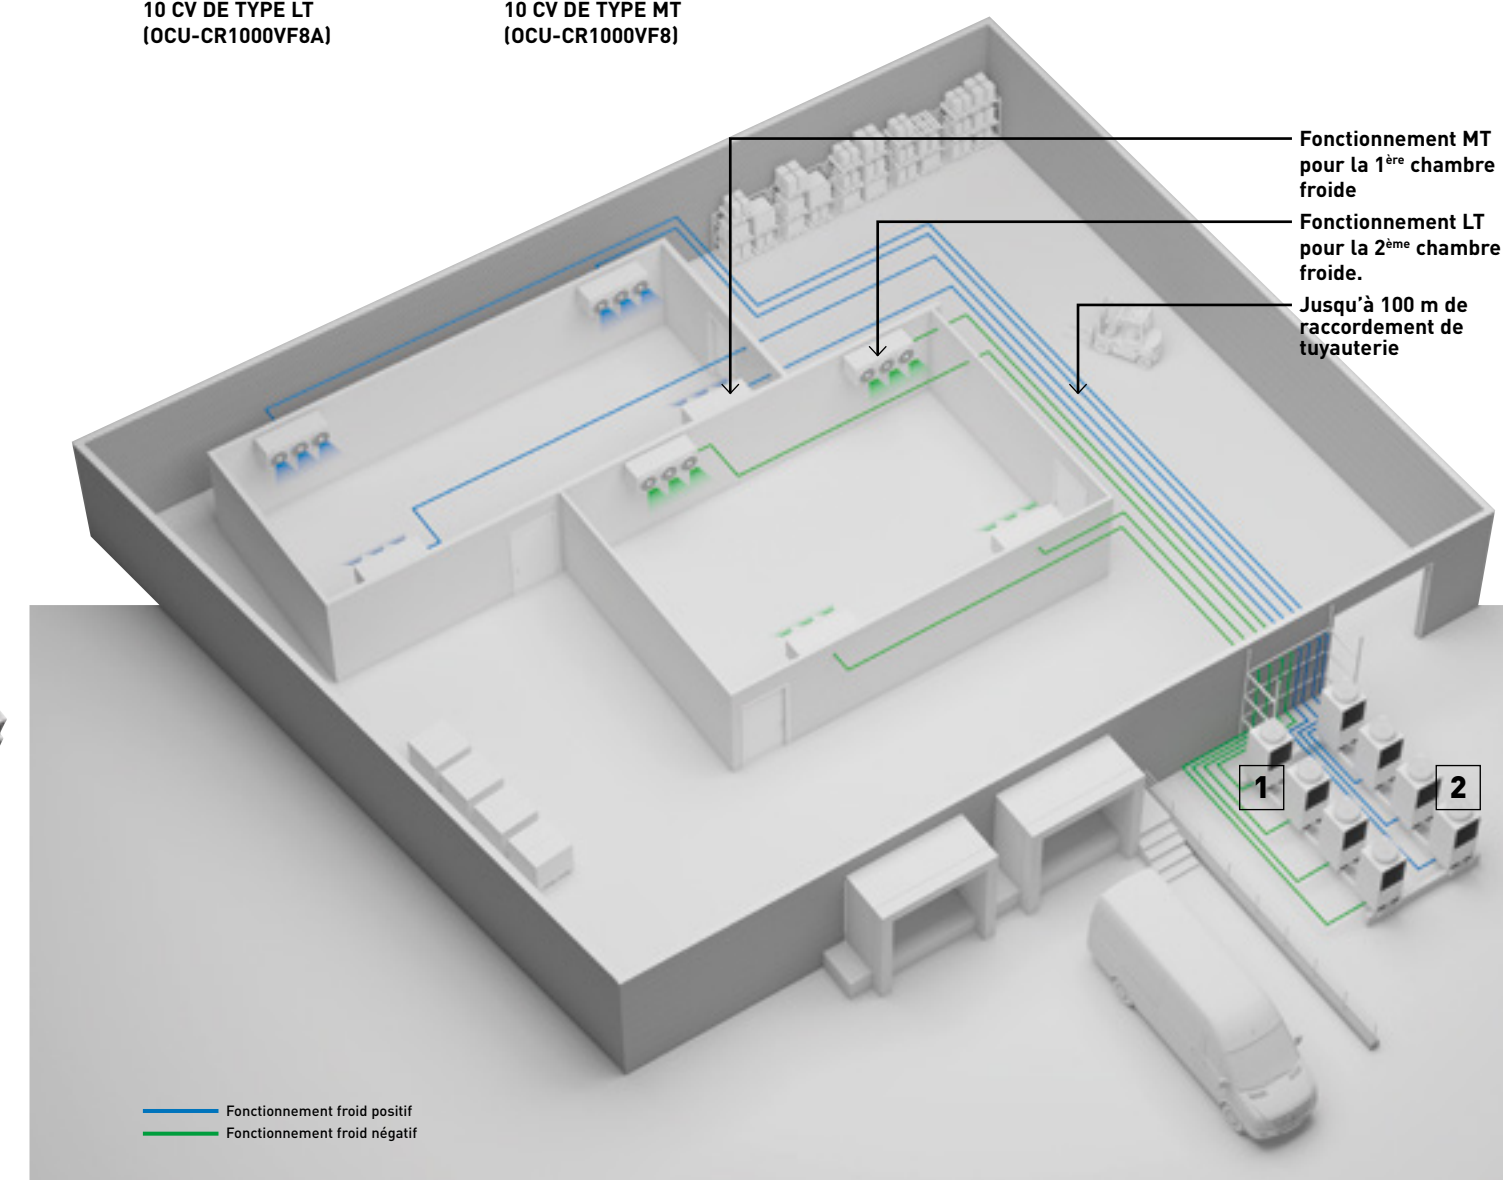 10 CV DE TYPE LT
(OCU-CR1000VF8A)
10 CV DE TYPE MT
(OCU-CR1000VF8)
Fonctionnement MT
pour la 1ère chambre
froide
Fonctionnement LT
pour la 2ème chambre
froide.
Jusqu'à 100 m de
raccordement de
tuyauterie
1
2
Fonctionnement froid positif
Fonctionnement froid négatif